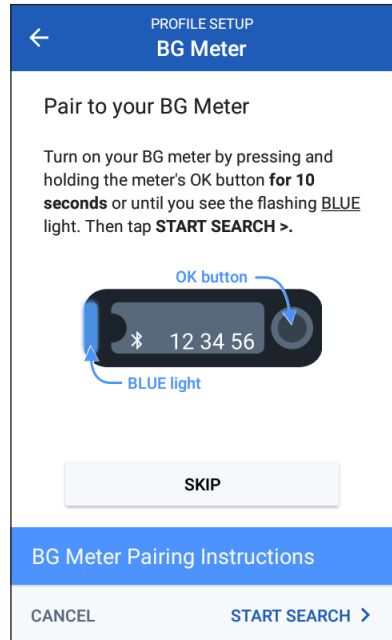 PROFILE SETUP
BG Meter
Pair to your BG Meter
Turn on your BG meter by pressing and
holding the meter's OK button for 10
seconds or until you see the flashing BLUE
light. Then tap START SEARCH >.
OK button
12 34 56
BLUE light
SKIP
BG Meter Pairing Instructions
CANCEL
START SEARCH >